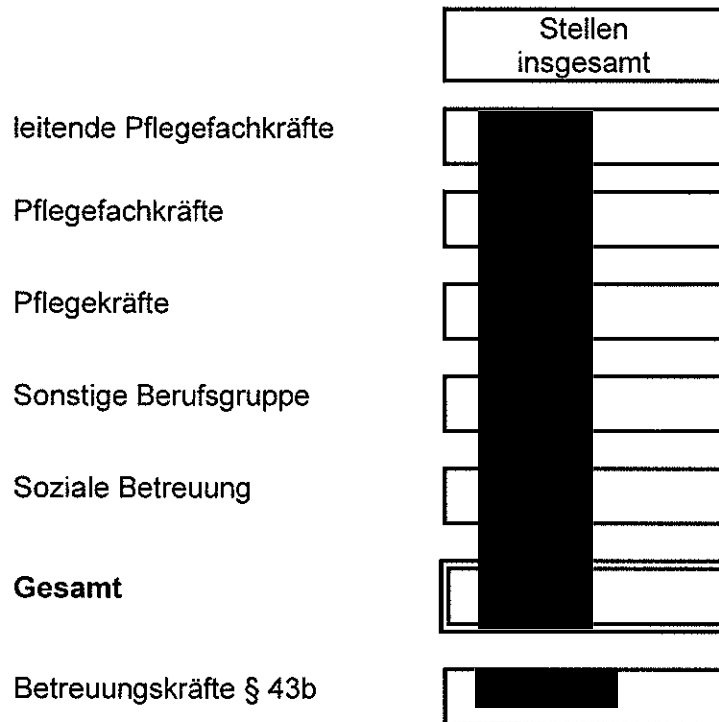 Stellen
insgesamt
leitende Pflegefachkräfte
Pflegefachkräfte
Pflegekräfte
Sonstige Berufsgruppe
Soziale Betreuung
Gesamt
Betreuungskräfte § 43b